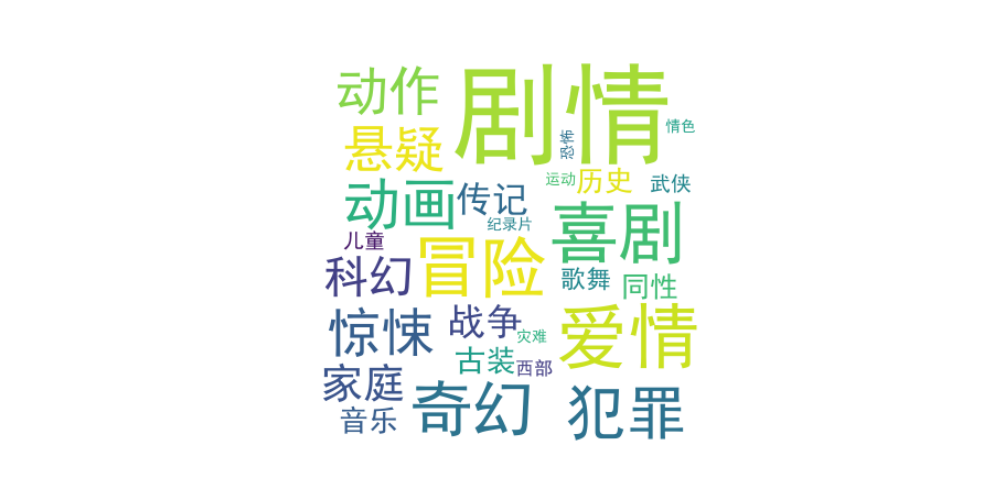 动作
剧情
情色
悬疑
恐怖
运动
历史
武侠
动画
传记
纪录片
喜剧
儿童
冒险
科幻
歌舞
同性
惊悚
战争
灾难
爱情
古装
西部
家庭
奇幻
犯罪
音乐